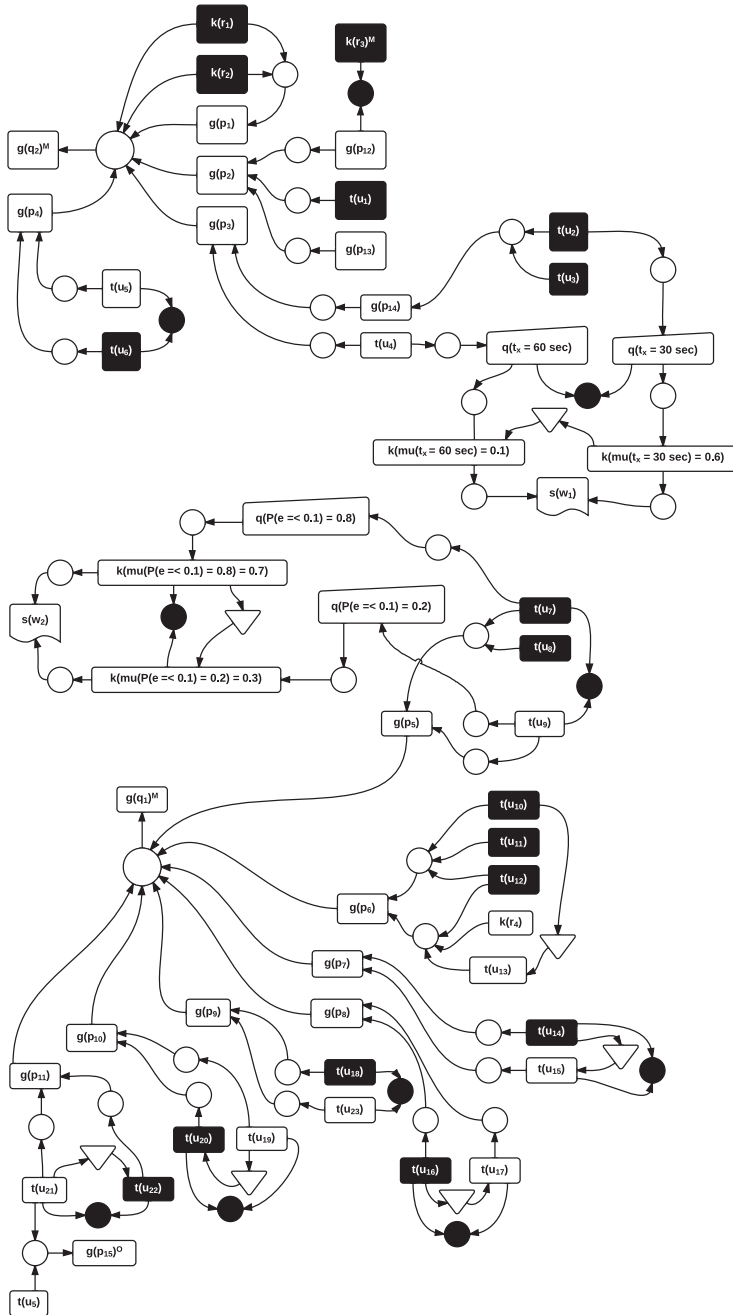 k(r₁)
k(r₃)ᴹ
k(r₂)
g(p₁)
g(q₂)ᴹ
g(p₁₂)
g(p₂)
t(u₁)
g(p₄)
g(p₃)
t(u₂)
g(p₁₃)
t(u₃)
t(u₅)
g(p₁₄)
t(u₆)
t(u₄)
q(tₓ = 60 sec)
q(tₓ = 30 sec)
k(mu(tₓ = 60 sec) = 0.1)
k(mu(tₓ = 30 sec) = 0.6)
s(w₁)
q(P(e =< 0.1) = 0.8)
k(mu(P(e =< 0.1) = 0.8) = 0.7)
q(P(e =< 0.1) = 0.2)
t(u₇)
s(w₂)
t(u₈)
k(mu(P(e =< 0.1) = 0.2) = 0.3)
g(p₅)
t(u₉)
g(q₁)ᴹ
t(u₁₀)
t(u₁₁)
t(u₁₂)
g(p₆)
k(r₄)
g(p₇)
t(u₁₃)
g(p₉)
g(p₈)
g(p₁₀)
t(u₁₄)
g(p₁₁)
t(u₁₈)
t(u₁₅)
t(u₂₃)
t(u₂₀)
t(u₁₉)
t(u₁₆)
t(u₁₇)
t(u₂₁)
t(u₂₂)
g(p₁₅)ᴼ
t(u₅)